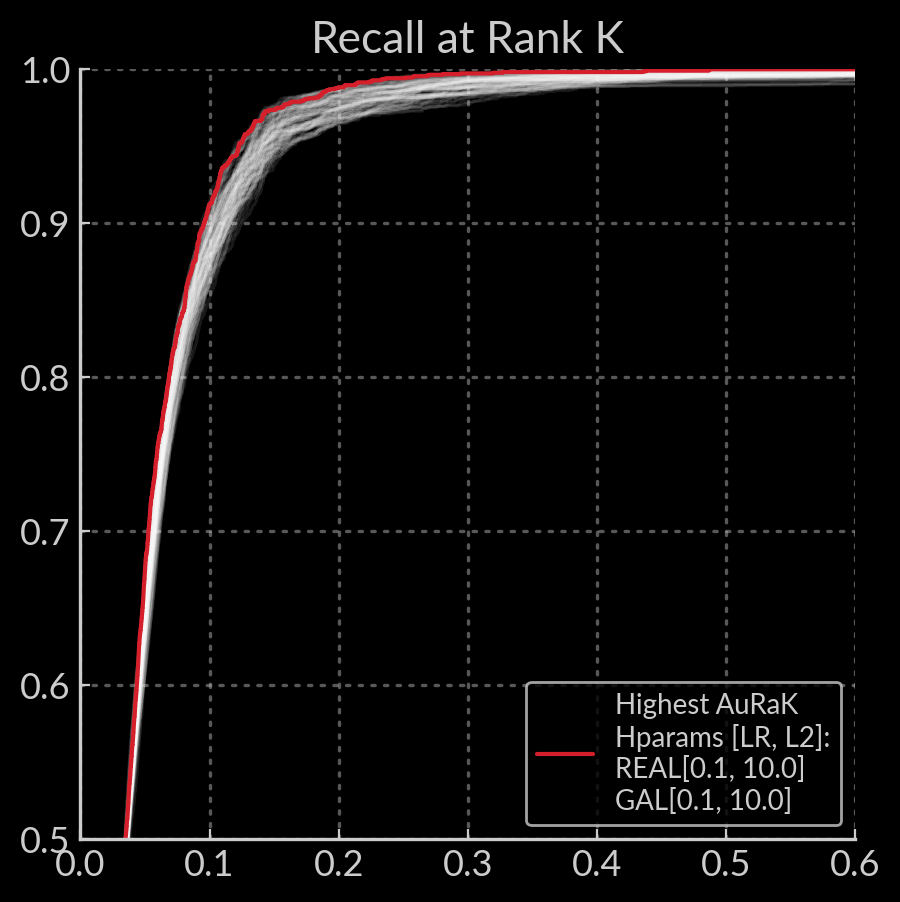 Recall at Rank K
1.0
0.9
0.8
0.7
0.6
0.5
0.0 0.1 0.2 0.3 0.4 0.5 0.6
Highest AuRaK
Hparams [LR, L2]:
REAL[0.1, 10.0]
GAL[0.1, 10.0]